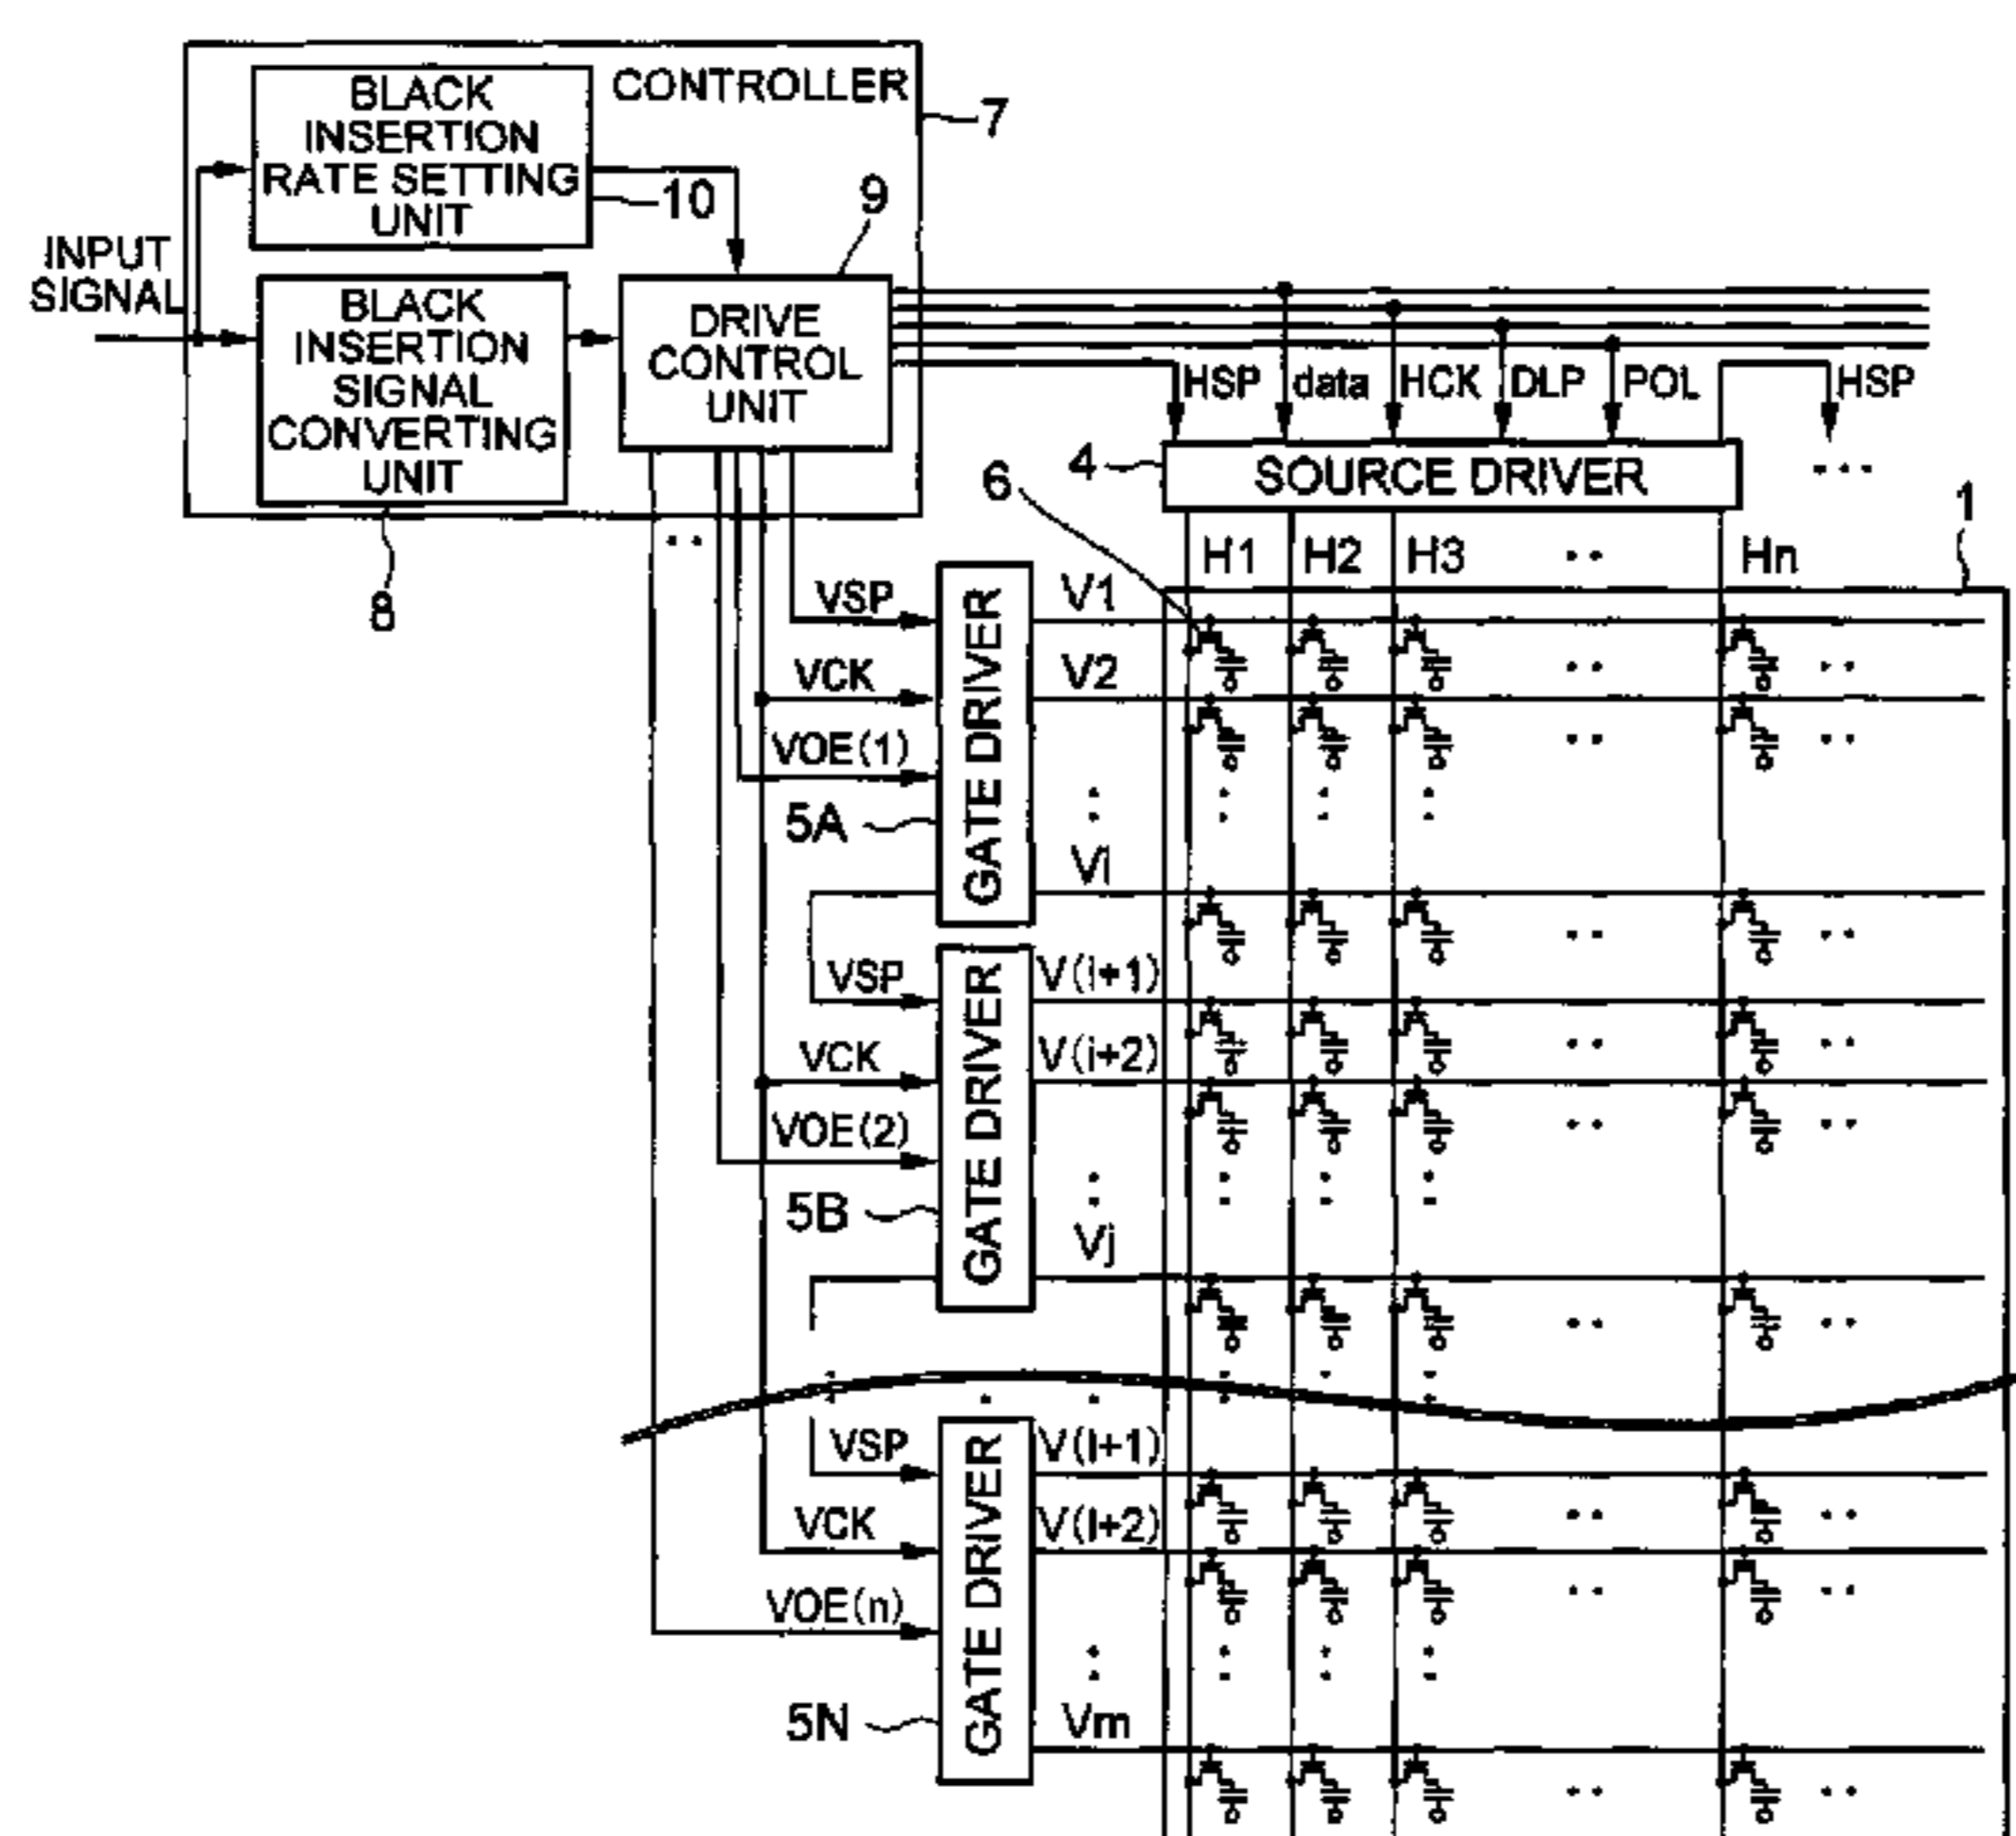 CONTROLLER
7
BLACK
INSERTION
RATE SETTING
UNIT
10
9
INPUT
SIGNAL
BLACK
INSERTION
SIGNAL
CONVERTING
UNIT
8
DRIVE
CONTROL
UNIT
HSP data HCK DLP POL HSP
4
SOURCE DRIVER
6
1
H1 H2 H3 Hn
VSP
VCK
VOE(1)
5A
GATE DRIVER
V1
V2
Vi
VSP
VCK
VOE(2)
5B
GATE DRIVER
V(i+1)
V(i+2)
Vj
VSP
VCK
VOE(n)
5N
GATE DRIVER
V(l+1)
V(l+2)
Vm